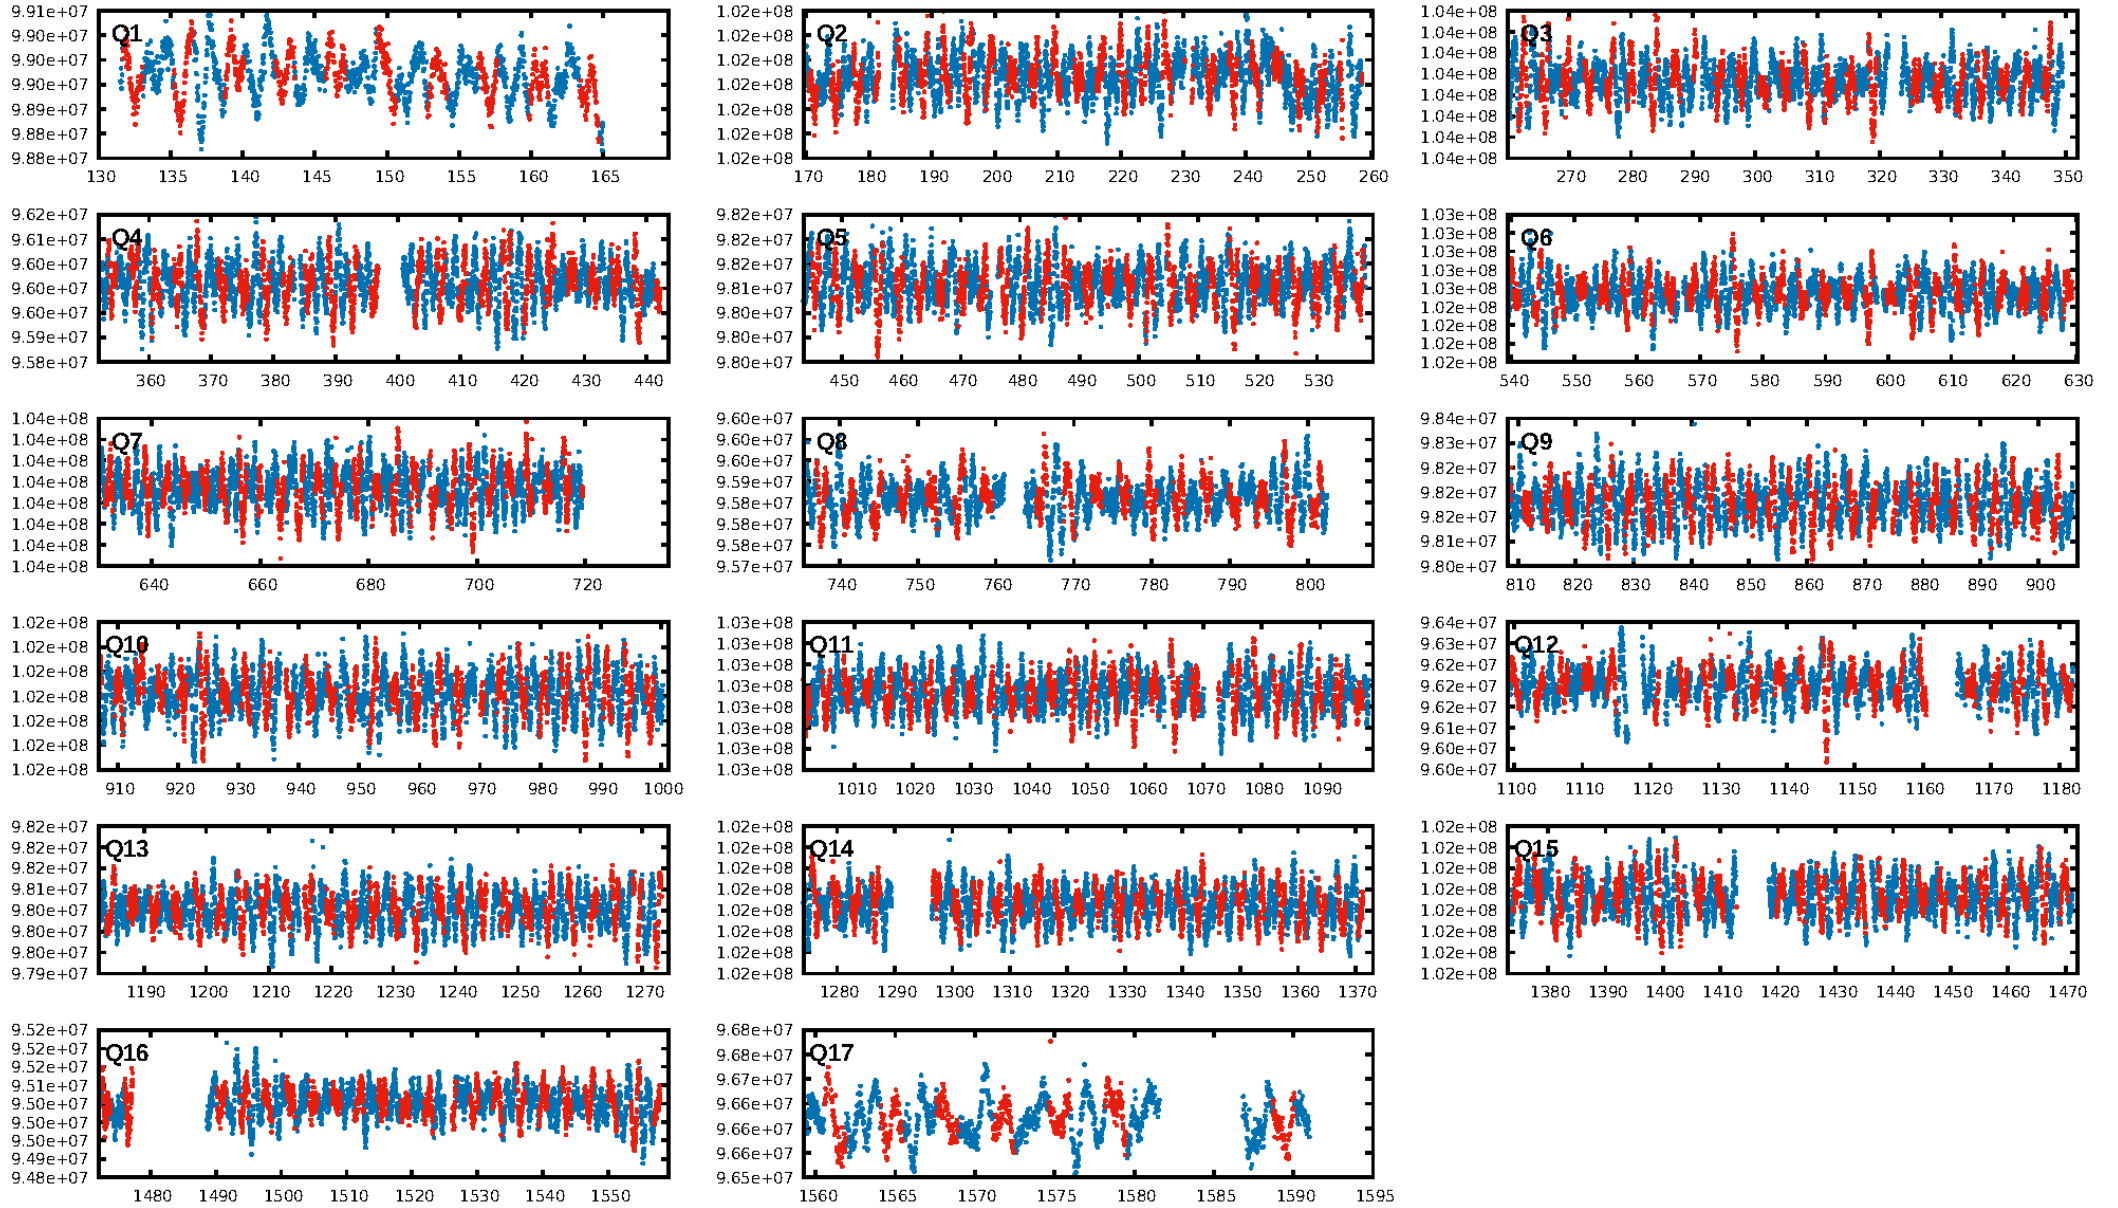 9.91e+07 9.90e+07 9.90e+07 9.90e+07 9.89e+07 9.88e+07 9.88e+07
Q1
130 135 140 145 150 155 160 165
1.02e+08 1.02e+08 1.02e+08 1.02e+08 1.02e+08 1.02e+08 1.02e+08
Q2
170 180 190 200 210 220 230 240 250 260
1.04e+08 1.04e+08 1.04e+08 1.04e+08 1.04e+08 1.04e+08 1.04e+08 1.04e+08
Q3
270 280 290 300 310 320 330 340 350
9.62e+07 9.61e+07 9.60e+07 9.60e+07 9.60e+07 9.59e+07 9.58e+07
Q4
360 370 380 390 400 410 420 430 440
9.82e+07 9.82e+07 9.82e+07 9.81e+07 9.80e+07 9.80e+07 9.80e+07
Q5
450 460 470 480 490 500 510 520 530
1.03e+08 1.03e+08 1.03e+08 1.03e+08 1.03e+08 1.02e+08 1.02e+08 1.02e+08 1.02e+08
Q6
540 550 560 570 580 590 600 610 620 630
1.04e+08 1.04e+08 1.04e+08 1.04e+08 1.04e+08 1.04e+08 1.04e+08 1.04e+08
Q7
640 660 680 700 720
9.60e+07 9.60e+07 9.60e+07 9.59e+07 9.58e+07 9.58e+07 9.58e+07 9.57e+07
Q8
740 750 760 770 780 790 800
9.84e+07 9.83e+07 9.82e+07 9.82e+07 9.82e+07 9.81e+07 9.80e+07
Q9
810 820 830 840 850 860 870 880 890 900
1.02e+08 1.02e+08 1.02e+08 1.02e+08 1.02e+08 1.02e+08 1.02e+08
Q10
910 920 930 940 950 960 970 980 990 1000
1.03e+08 1.03e+08 1.03e+08 1.03e+08 1.03e+08 1.03e+08 1.03e+08 1.03e+08
Q11
1010 1020 1030 1040 1050 1060 1070 1080 1090
9.64e+07 9.63e+07 9.62e+07 9.62e+07 9.62e+07 9.61e+07 9.60e+07 9.60e+07
Q12
1100 1110 1120 1130 1140 1150 1160 1170 1180
9.82e+07 9.82e+07 9.81e+07 9.81e+07 9.80e+07 9.80e+07 9.80e+07 9.79e+07
Q13
1190 1200 1210 1220 1230 1240 1250 1260 1270
1.02e+08 1.02e+08 1.02e+08 1.02e+08 1.02e+08 1.02e+08 1.02e+08 1.02e+08
Q14
1280 1290 1300 1310 1320 1330 1340 1350 1360 1370
1.02e+08 1.02e+08 1.02e+08 1.02e+08 1.02e+08 1.02e+08 1.02e+08 1.02e+08
Q15
1380 1390 1400 1410 1420 1430 1440 1450 1460 1470
9.52e+07 9.52e+07 9.52e+07 9.51e+07 9.50e+07 9.50e+07 9.50e+07 9.49e+07 9.48e+07
Q16
1480 1490 1500 1510 1520 1530 1540 1550
9.68e+07 9.68e+07 9.67e+07 9.66e+07 9.66e+07 9.66e+07 9.65e+07
Q17
1560 1565 1570 1575 1580 1585 1590 1595